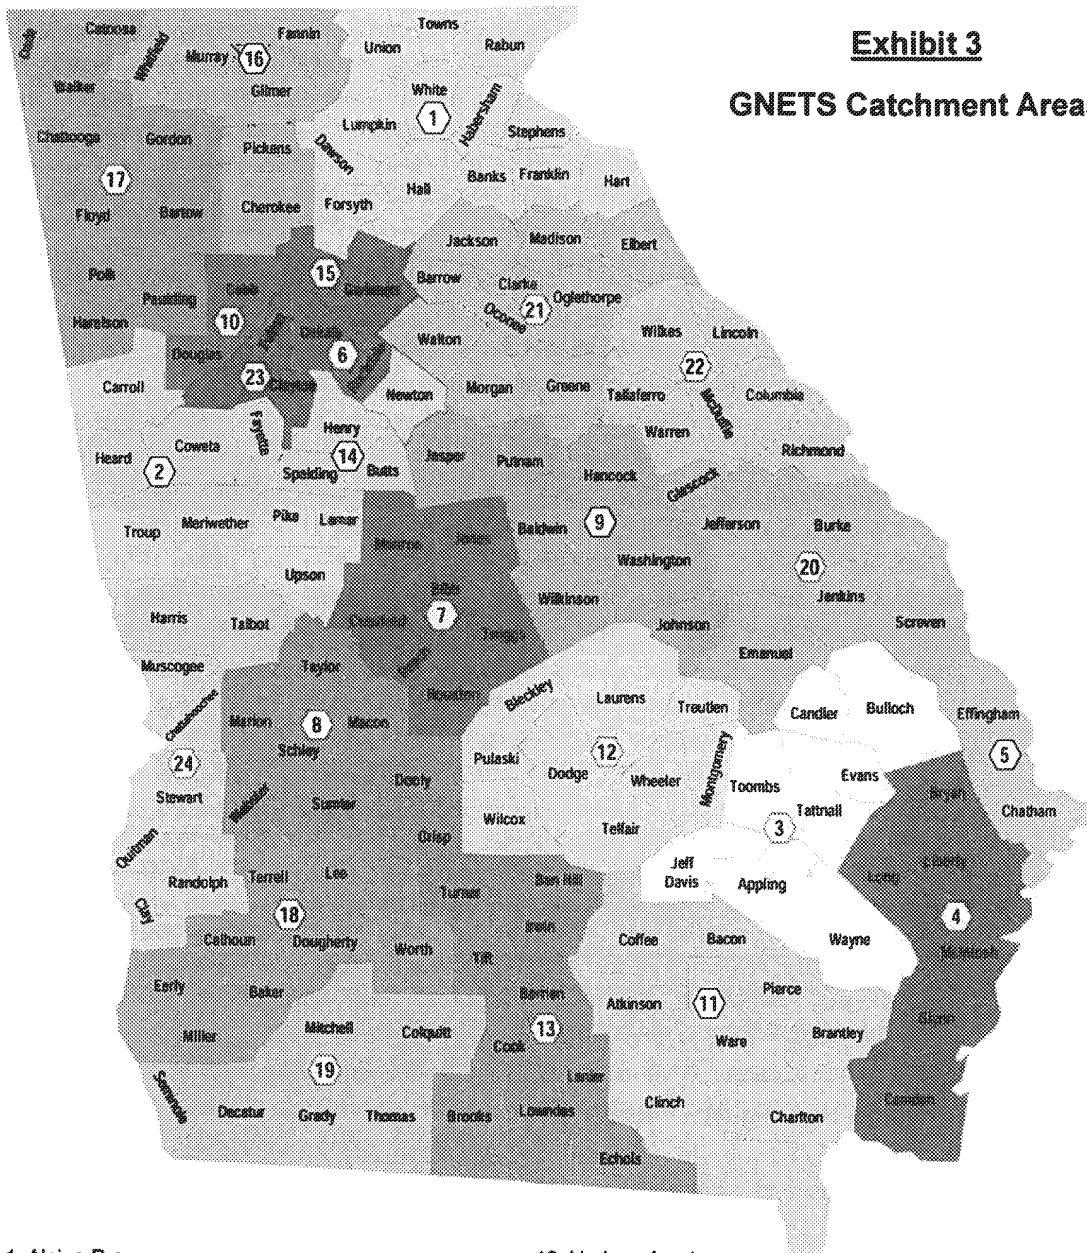 Exhibit 3
GNETS Catchment Area
Towns
Fannin
Union
Rabun
Catoosa
Dade
Whitfield
Murray
16
Walker
Gilmer
White
1
Habersham
Lumpkin
Stephens
Chattooga
Gordon
Pickens
Dawson
17
Banks
Franklin
Hart
Hall
Floyd
Bartow
Cherokee
Forsyth
Jackson
Madison
Elbert
Polk
15
Barrow
Clarke
Paulding
Cobb
Gwinnett
Oglethorpe
21
Oconee
Haralson
10
Fulton
DeKalb
Walton
Wilkes
Lincoln
Douglas
6
Rockdale
22
23
Clayton
Carroll
Newton
Morgan
Greene
Taliaferro
McDuffie
Columbia
Fayette
Henry
Warren
Coweta
Richmond
Heard
2
14
Spalding
Butts
Jasper
Putnam
Hancock
Glascock
Troup
Meriwether
Pike
Lamar
Monroe
Jones
Baldwin
9
Jefferson
Burke
Washington
20
Upson
Bibb
7
Wilkinson
Jenkins
Harris
Talbot
Crawford
Twiggs
Johnson
Screven
Peach
Emanuel
Muscogee
Taylor
Houston
Bleckley
Laurens
Treutlen
Candler
Bulloch
Effingham
Chattahoochee
Marion
8
Macon
Schley
24
Pulaski
12
Montgomery
5
Dodge
Wheeler
Toombs
Evans
Stewart
Webster
Sumter
Dooly
Bryan
Tattnall
Chatham
Wilcox
3
Telfair
Crisp
Quitman
Randolph
Terrell
Lee
Turner
Ben Hill
Jeff
Davis
Appling
Long
Liberty
Clay
18
4
Calhoun
Dougherty
Worth
Irwin
Tift
Coffee
Bacon
Wayne
McIntosh
Early
Baker
Berrien
Atkinson
11
Pierce
Glynn
Miller
Mitchell
Colquitt
13
Cook
Ware
Brantley
19
Lanier
Seminole
Decatur
Grady
Thomas
Brooks
Lowndes
Clinch
Charlton
Camden
Echols